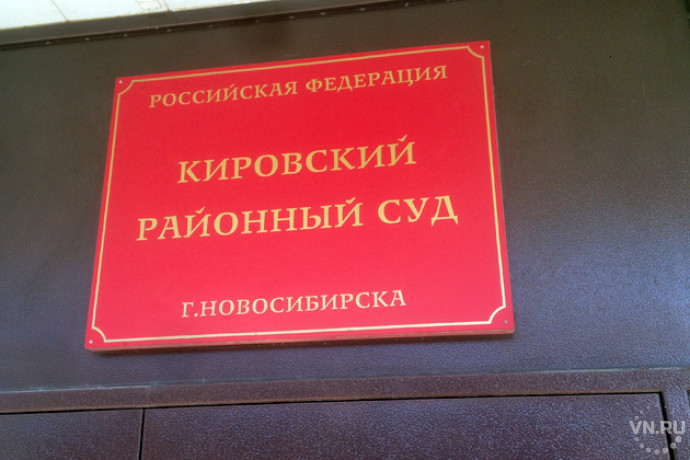 РОССИЙСКАЯ ФЕДЕРАЦИЯ
КИРОВСКИЙ
РАЙОННЫЙ СУД
Г.НОВОСИБИРСКА
VN.RU